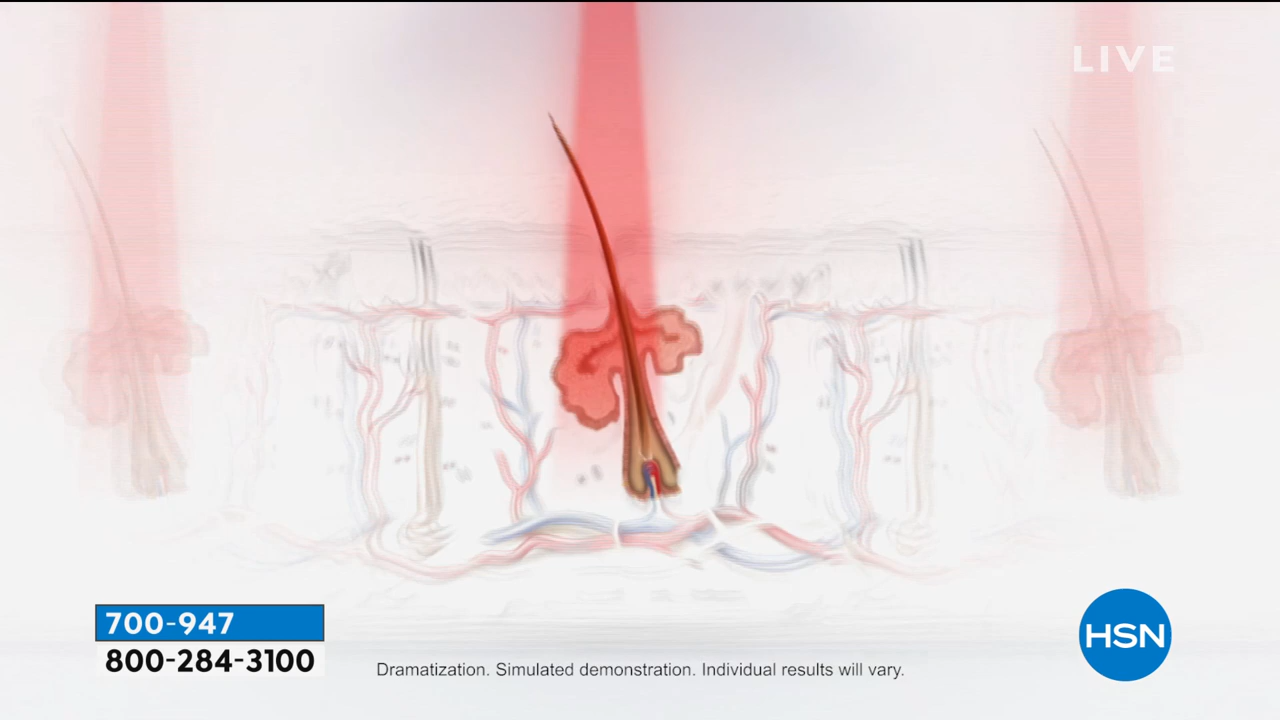 LIVE
700-947
800-284-3100
Dramatization. Simulated demonstration. Individual results will vary.
HSN